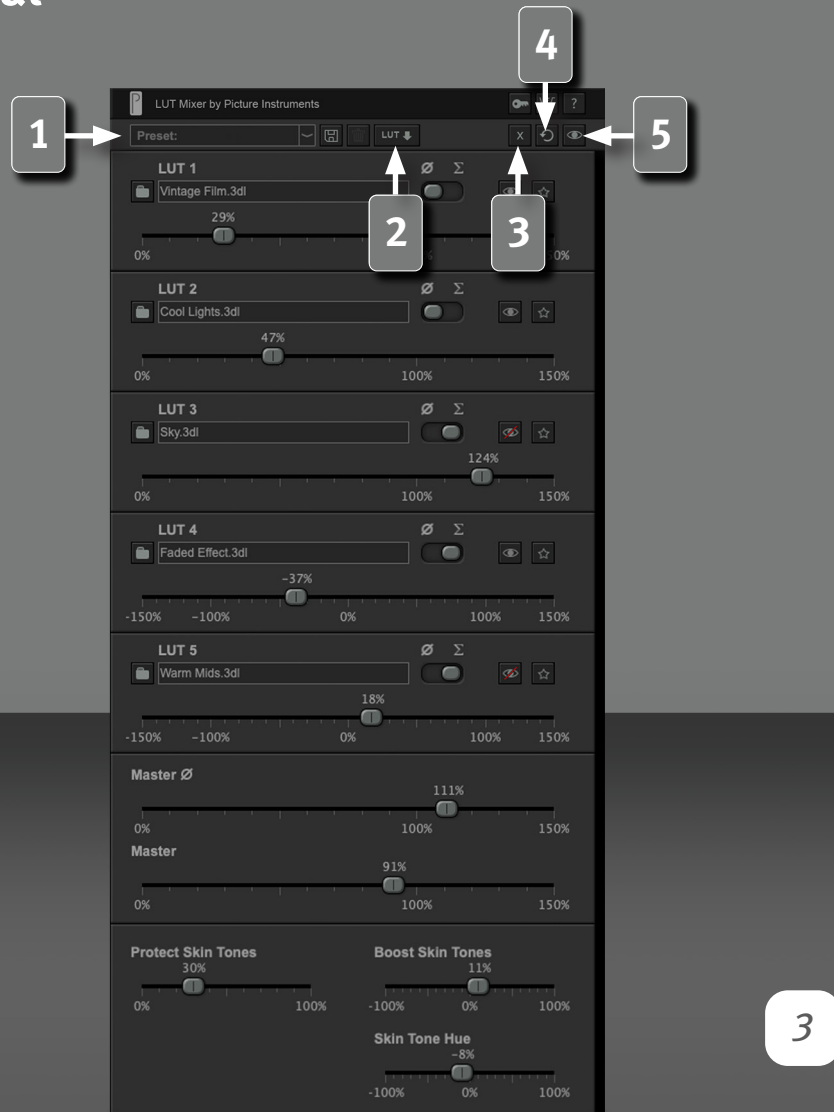 4
LUT Mixer by Picture Instruments
?
1
Preset:
LUT
x
5
LUT 1
Ø Σ
Vintage Film.3dl
2
3
29%
0%
0%
LUT 2
Ø Σ
Cool Lights.3dl
47%
0% 100% 150%
LUT 3
Ø Σ
Sky.3dl
124%
0% 100% 150%
LUT 4
Ø Σ
Faded Effect.3dl
-37%
-150% -100% 0% 100% 150%
LUT 5
Ø Σ
Warm Mids.3dl
18%
-150% -100% 0% 100% 150%
Master Ø
111%
0% 100% 150%
Master
91%
0% 100% 150%
Protect Skin Tones
30%
0% 100%
Boost Skin Tones
11%
-100% 0% 100%
Skin Tone Hue
-8%
-100% 0% 100%
3